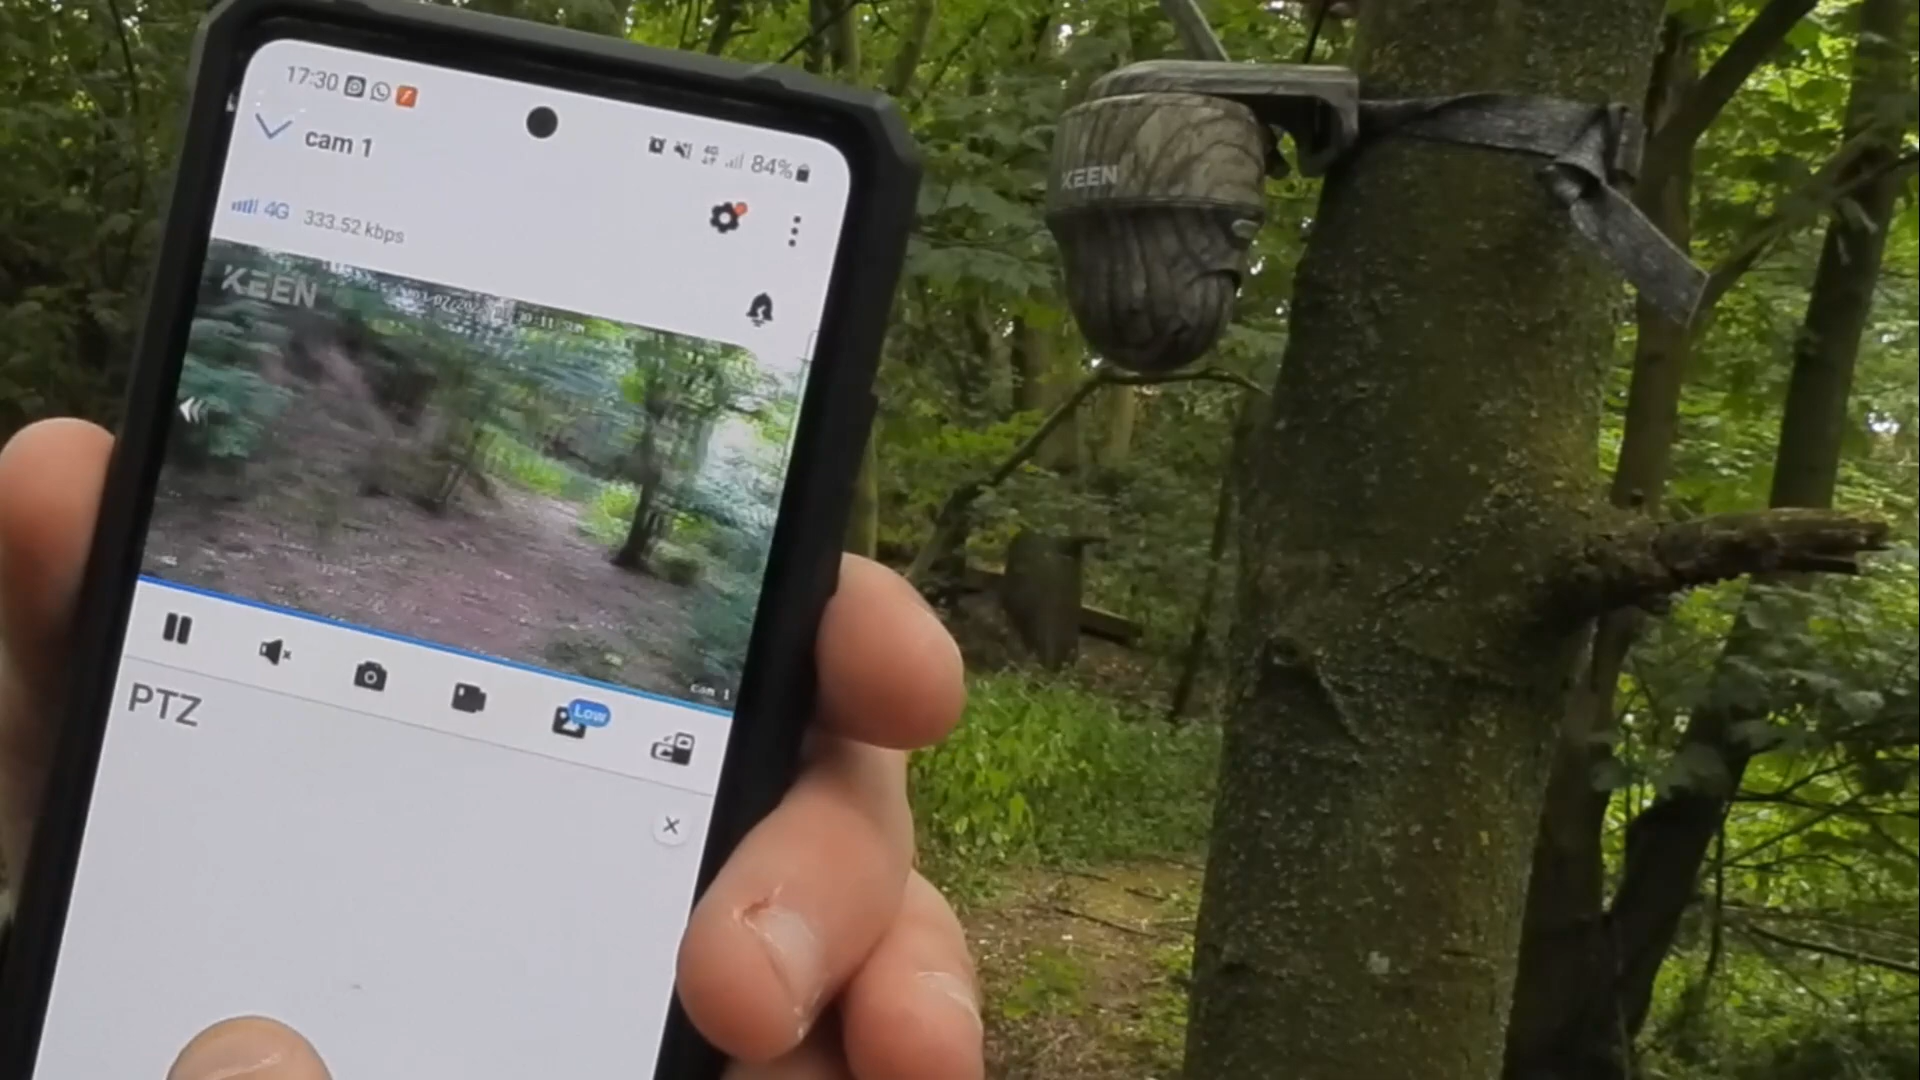 17:30
84%
cam 1
4G 333.52 kbps
KEEN
KEEN
cam 1
Low
PTZ